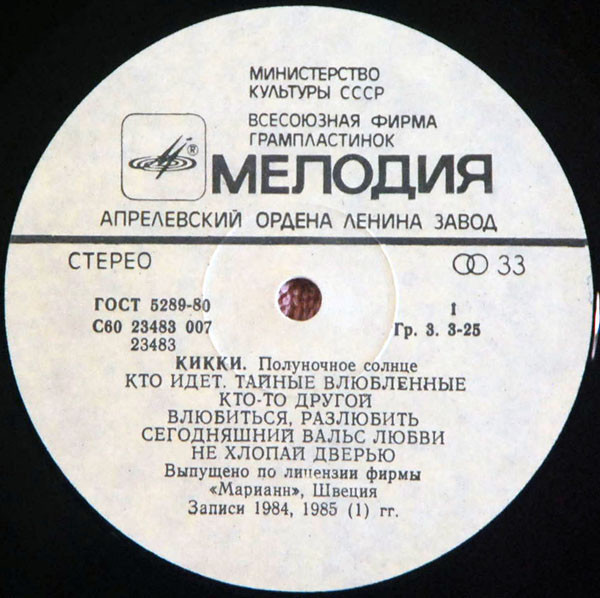 МИНИСТЕРСТВО
КУЛЬТУРЫ СССР
ВСЕСОЮЗНАЯ ФИРМА
ГРАМПЛАСТИНОК
®
МЕЛОДИЯ
АПРЕЛЕВСКИЙ ОРДЕНА ЛЕНИНА ЗАВОД
СТЕРЕО
33
ГОСТ 5289-80
С60 23483 007
23483
1
Гр. 3. 3-25
КИККИ. Полуночное солнце
КТО ИДЕТ. ТАЙНЫЕ ВЛЮБЛЕННЫЕ
КТО-ТО ДРУГОЙ
ВЛЮБИТЬСЯ, РАЗЛЮБИТЬ
СЕГОДНЯШНИЙ ВАЛЬС ЛЮБВИ
НЕ ХЛОПАЙ ДВЕРЬЮ
Выпущено по лицензии фирмы
«Марианн», Швеция
Записи 1984, 1985 (1) гг.